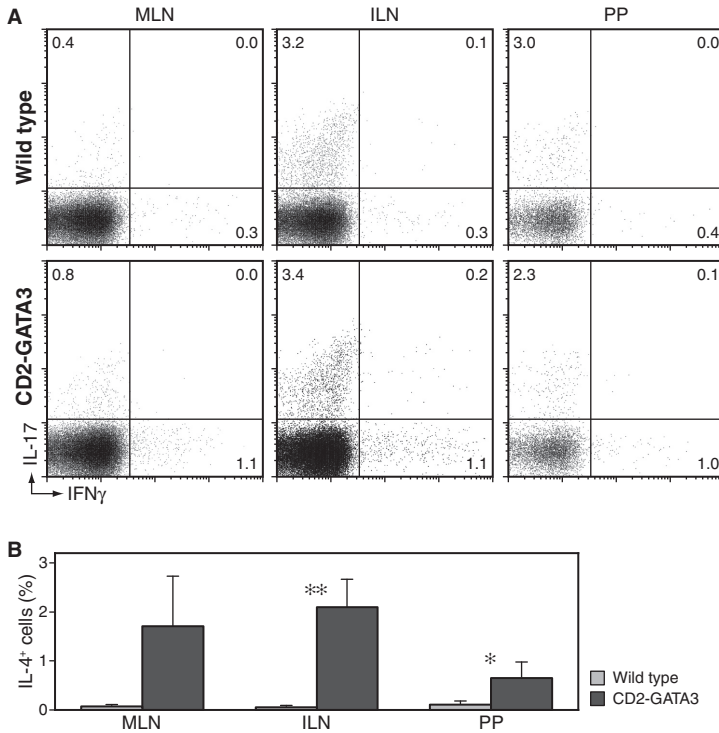 A
MLN ILN PP
Wild type
0.4 0.0 3.2 0.1 3.0 0.0
0.3 0.3 0.4
CD2-GATA3
0.8 0.0 3.4 0.2 2.3 0.1
1.1 1.1 1.0
IL-17
IFNγ
B
IL-4+ cells (%)
3
2
1
0
** *
MLN ILN PP
Wild type
CD2-GATA3